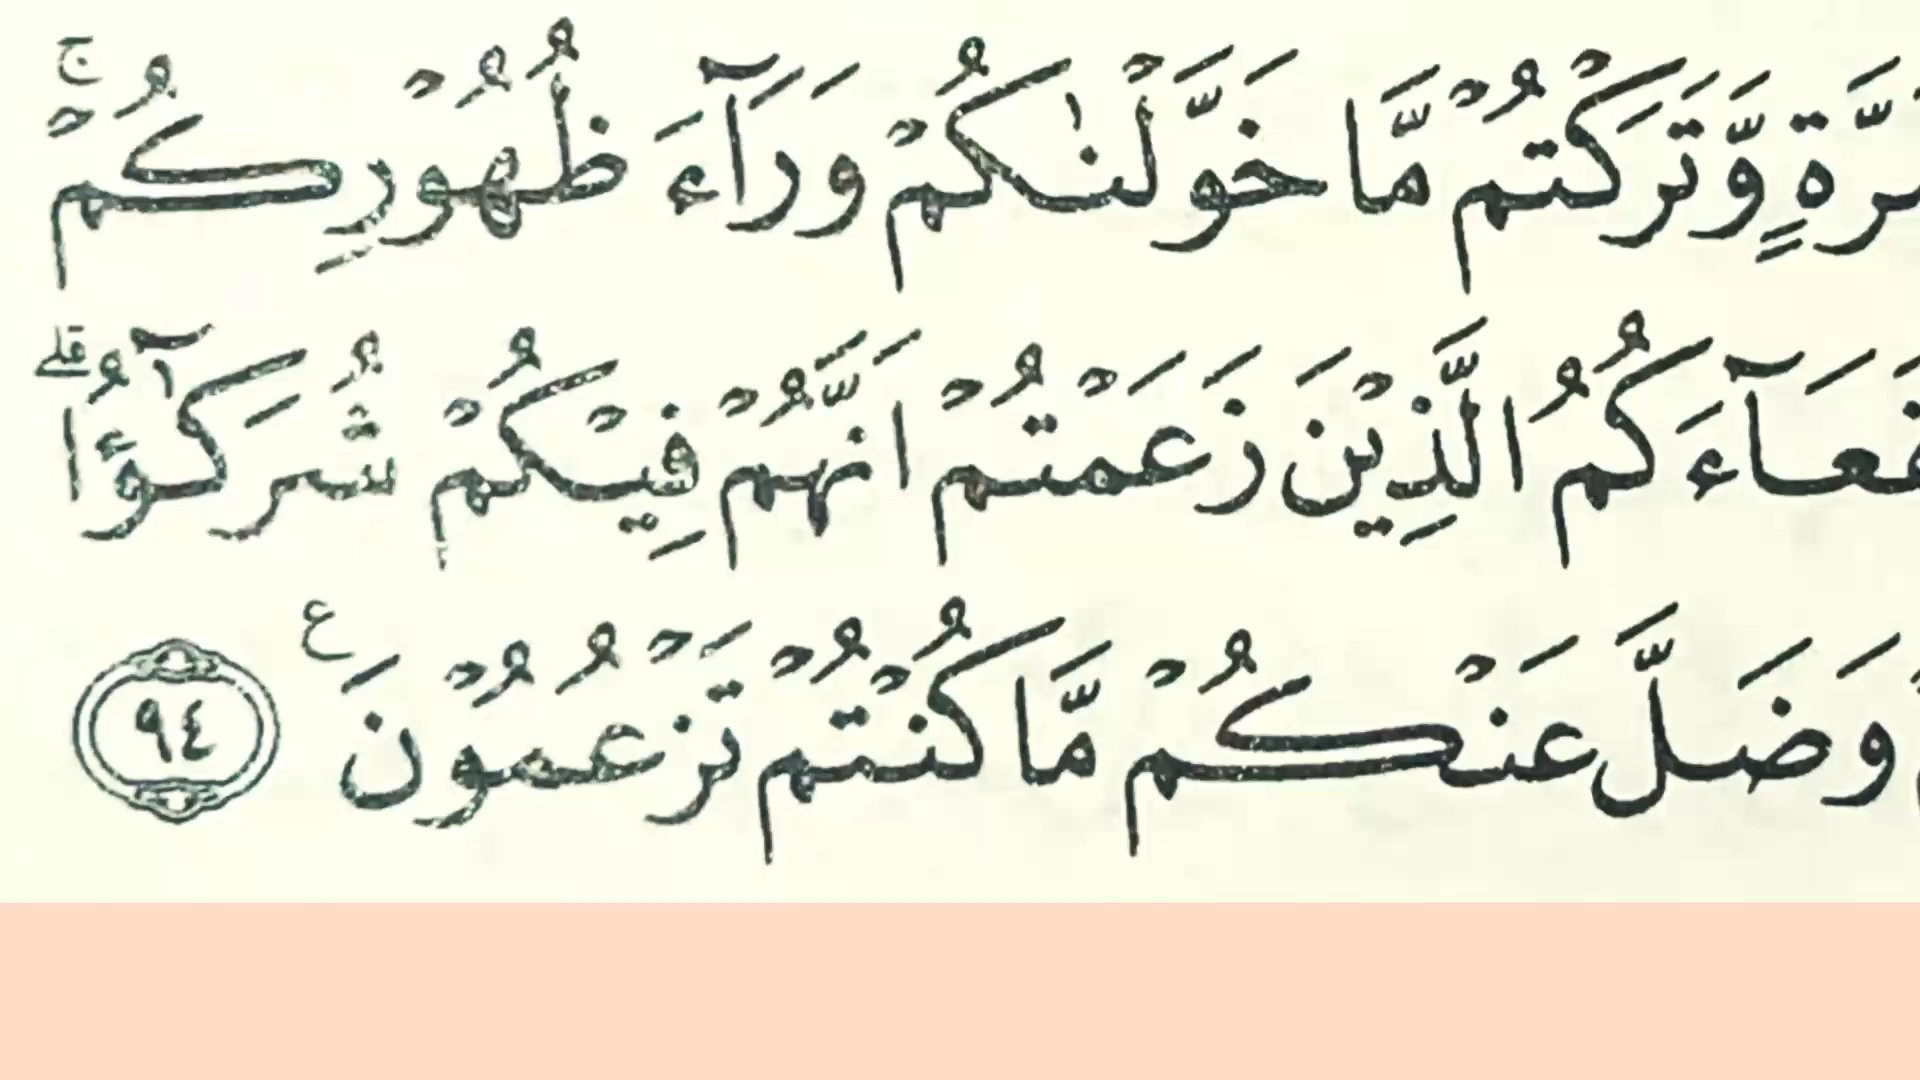 وَّتَرَكْتُمْ مَّا خَوَّلْنٰكُمْ وَرَآءَ ظُهُوْرِكُمْ ۚ
كُمُ الَّذِيْنَ زَعَمْتُمْ اَنَّهُمْ فِيْكُمْ شُرَكٰٓؤُا ۗ
وَضَلَّ عَنْكُمْ مَّا كُنْتُمْ تَزْعُمُوْنَ ࣖ ٩٤